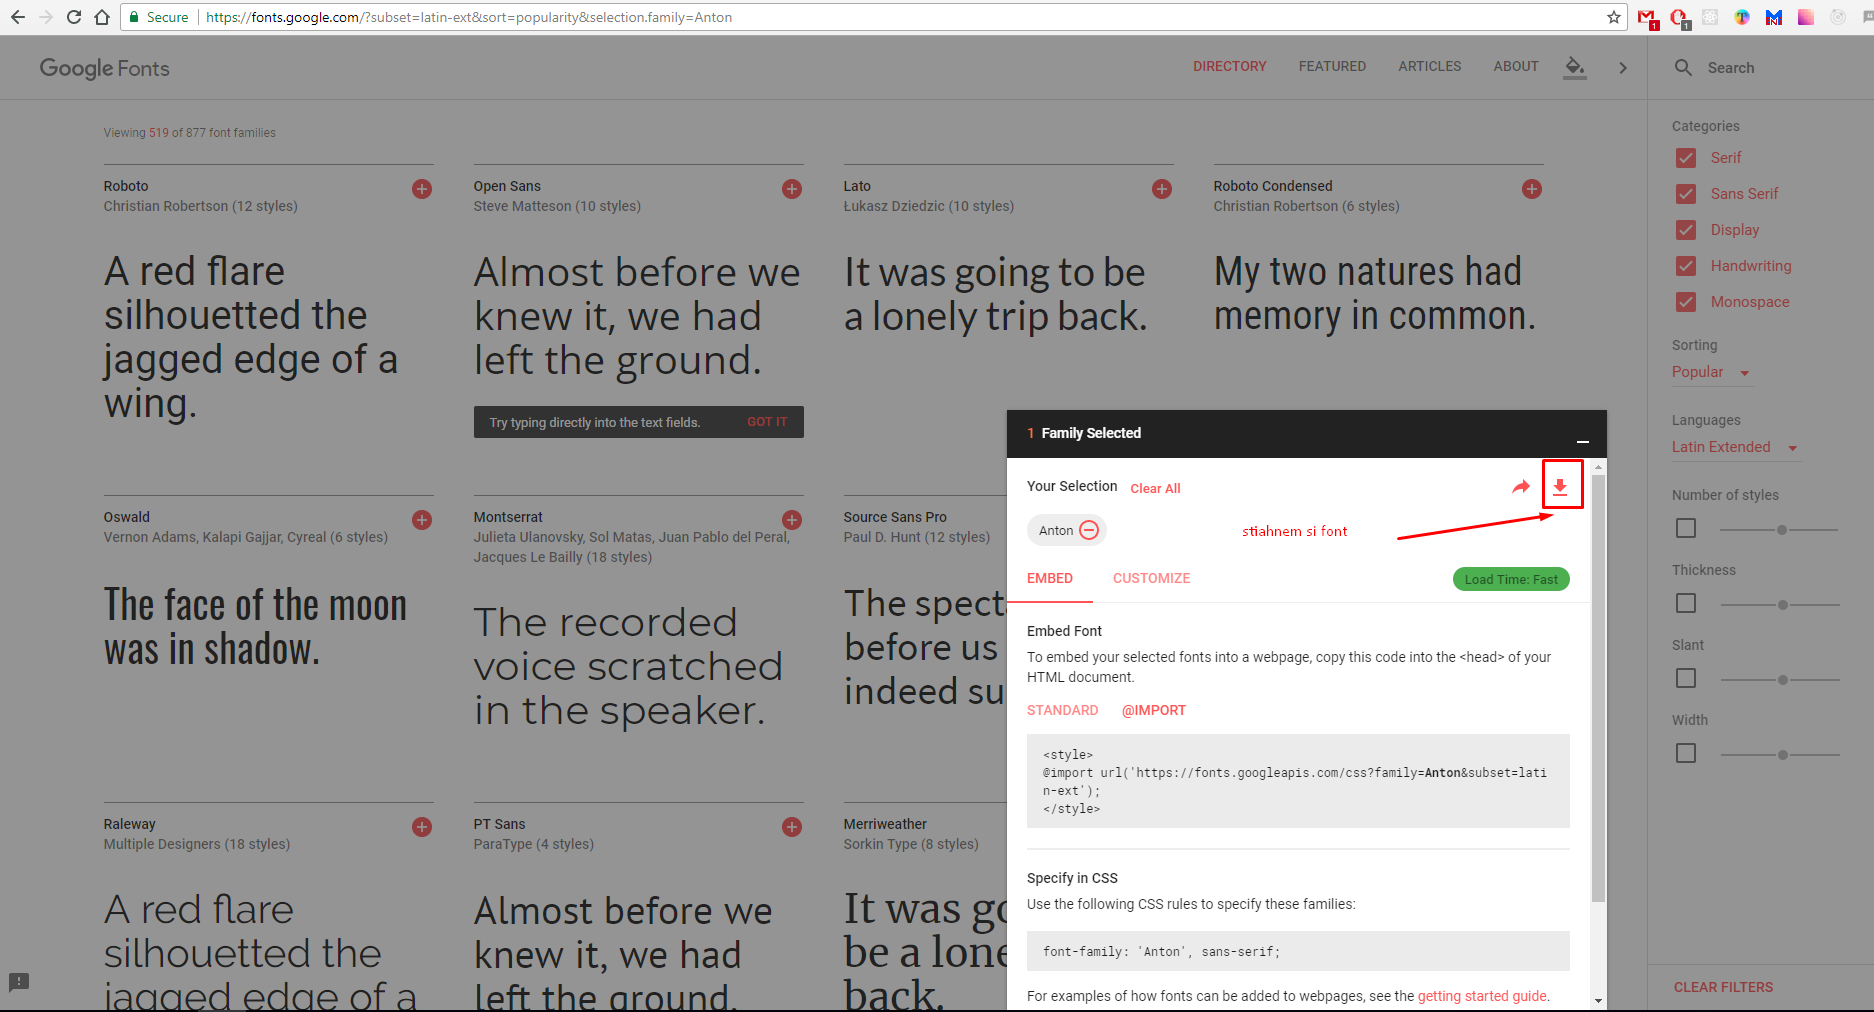 Secure
https://fonts.google.com/?subset=latin-ext&sort=popularity&selection.family=Anton
1
1
Google Fonts
DIRECTORY
FEATURED
ARTICLES
ABOUT
Search
Viewing 519 of 877 font families
Roboto
Christian Robertson (12 styles)
A red flare
silhouetted the
jagged edge of a
wing.
Open Sans
Steve Matteson (10 styles)
Almost before we
knew it, we had
left the ground.
Try typing directly into the text fields.
GOT IT
Lato
Łukasz Dziedzic (10 styles)
It was going to be
a lonely trip back.
Roboto Condensed
Christian Robertson (6 styles)
My two natures had
memory in common.
Oswald
Vernon Adams, Kalapi Gajjar, Cyreal (6 styles)
The face of the moon
was in shadow.
Montserrat
Julieta Ulanovsky, Sol Matas, Juan Pablo del Peral,
Jacques Le Bailly (18 styles)
The recorded
voice scratched
in the speaker.
Source Sans Pro
Paul D. Hunt (12 styles)
The spect
before us
indeed su
Raleway
Multiple Designers (18 styles)
A red flare
silhouetted the
jagged edge of a
PT Sans
ParaType (4 styles)
Almost before we
knew it, we had
left the ground.
Merriweather
Sorkin Type (8 styles)
It was go
be a lone
back.
1 Family Selected
Your Selection
Clear All
Anton
stiahnem si font
EMBED
CUSTOMIZE
Load Time: Fast
Embed Font
To embed your selected fonts into a webpage, copy this code into the <head> of your
HTML document.
STANDARD
@IMPORT
<style>
@import url('https://fonts.googleapis.com/css?family=Anton&subset=lati
n-ext');
</style>
Specify in CSS
Use the following CSS rules to specify these families:
font-family: 'Anton', sans-serif;
For examples of how fonts can be added to webpages, see the getting started guide.
Categories
Serif
Sans Serif
Display
Handwriting
Monospace
Sorting
Popular
Languages
Latin Extended
Number of styles
Thickness
Slant
Width
CLEAR FILTERS